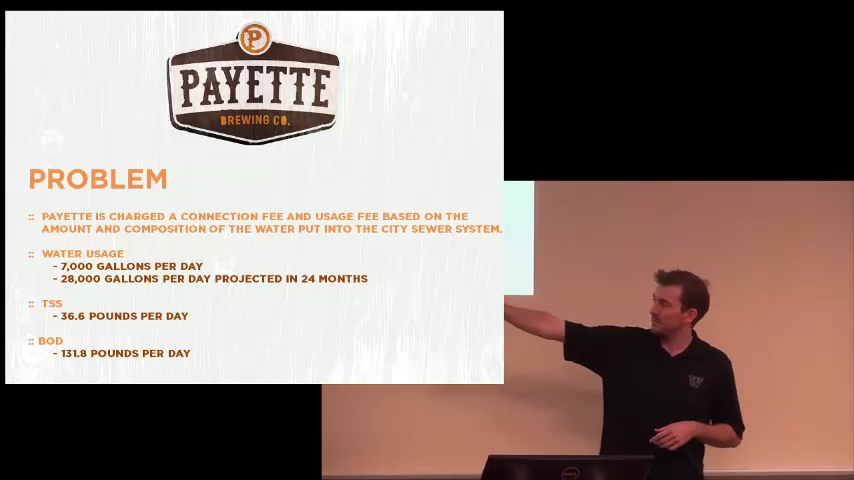 P
PAYETTE
BREWING CO.
PROBLEM
:: PAYETTE IS CHARGED A CONNECTION FEE AND USAGE FEE BASED ON THE
AMOUNT AND COMPOSITION OF THE WATER PUT INTO THE CITY SEWER SYSTEM.
:: WATER USAGE
- 7,000 GALLONS PER DAY
- 28,000 GALLONS PER DAY PROJECTED IN 24 MONTHS
:: TSS
- 36.6 POUNDS PER DAY
:: BOD
- 131.8 POUNDS PER DAY
W
DELL